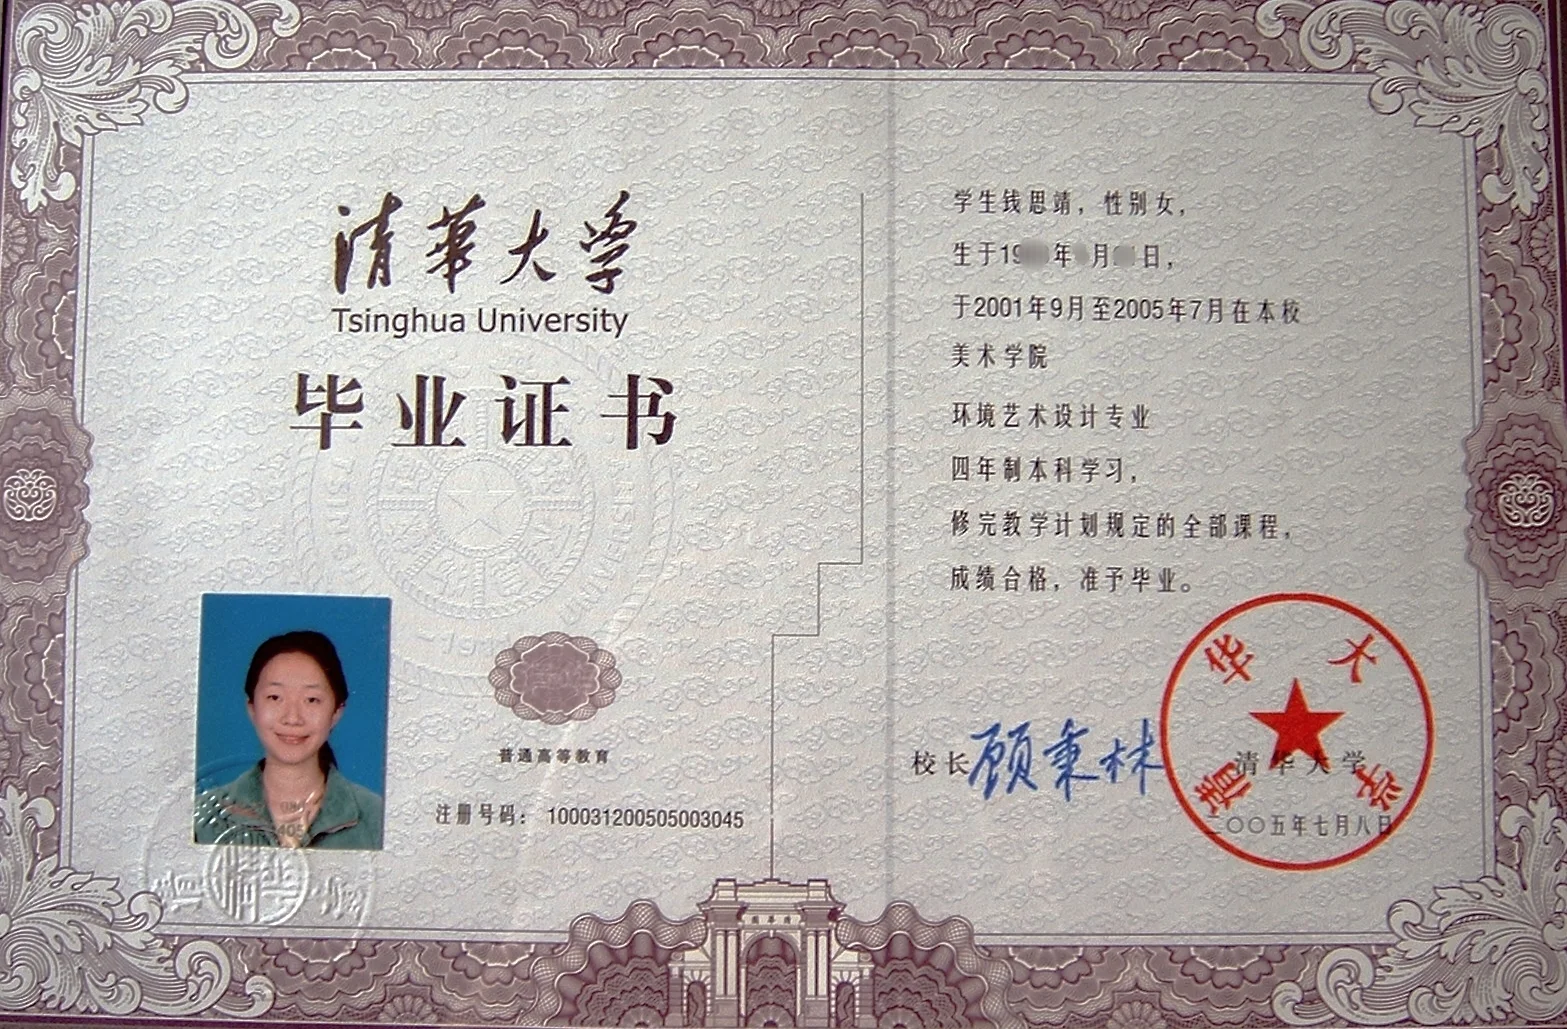 清華大学
Tsinghua University
毕业证书
普通高等教育
注册号码： 100031200505003045
学生钱思靖，性别女，
生于19 年 月 日，
于2001年9月至2005年7月在本校
美术学院
环境艺术设计专业
四年制本科学习，
修完教学计划规定的全部课程，
成绩合格，准予毕业。
校长 顾秉林
清华大学
二〇〇五年七月八日
清华大学